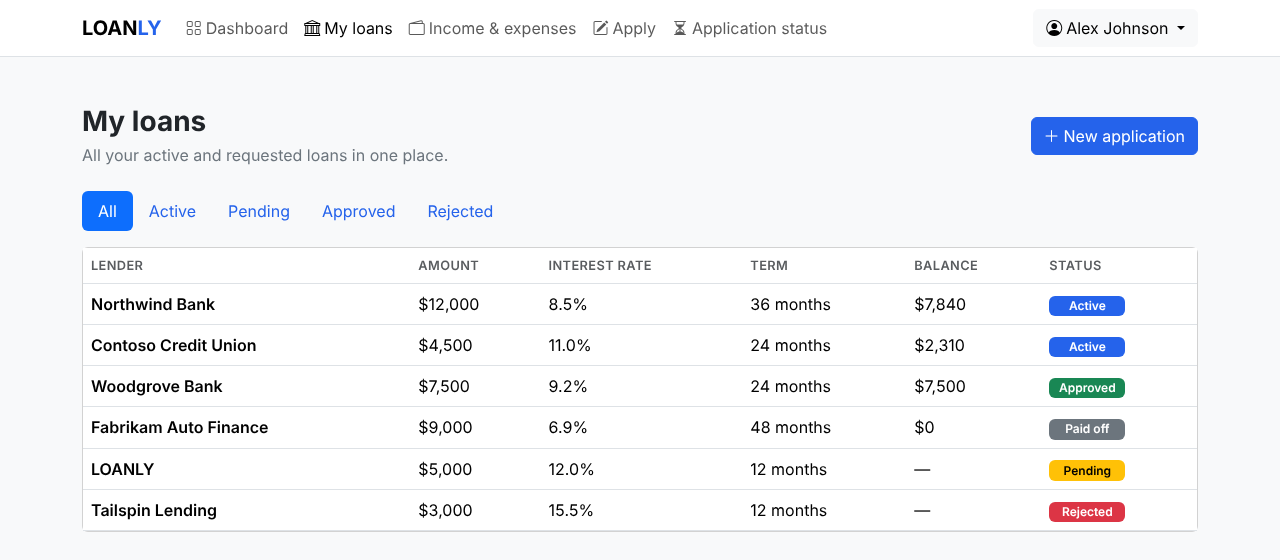 LOANLY Dashboard My loans Income & expenses Apply Application status Alex Johnson
My loans
All your active and requested loans in one place.
+ New application
All Active Pending Approved Rejected
LENDER AMOUNT INTEREST RATE TERM BALANCE STATUS
Northwind Bank $12,000 8.5% 36 months $7,840 Active
Contoso Credit Union $4,500 11.0% 24 months $2,310 Active
Woodgrove Bank $7,500 9.2% 24 months $7,500 Approved
Fabrikam Auto Finance $9,000 6.9% 48 months $0 Paid off
LOANLY $5,000 12.0% 12 months — Pending
Tailspin Lending $3,000 15.5% 12 months — Rejected